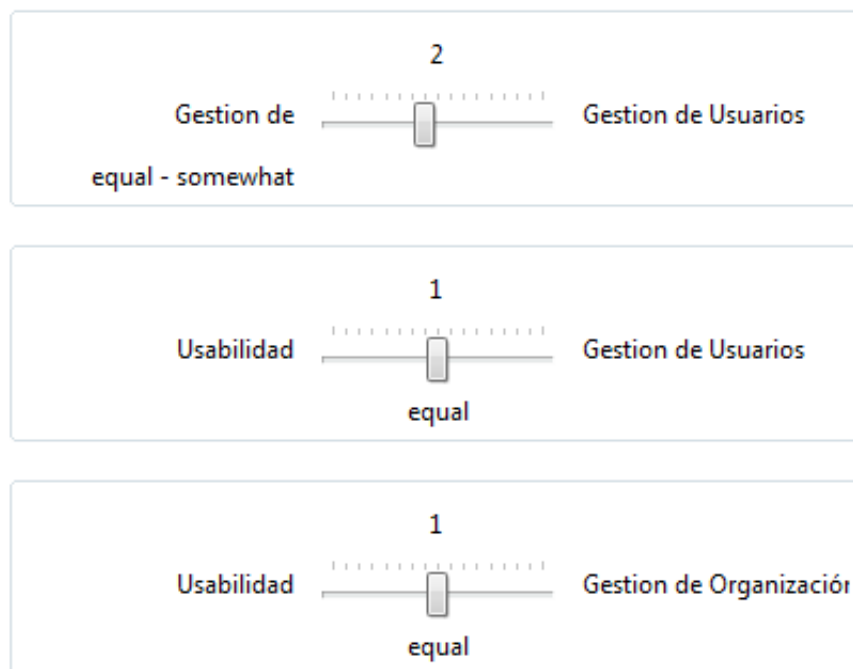 2
Gestion de
Gestion de Usuarios
equal - somewhat
1
Usabilidad
Gestion de Usuarios
equal
1
Usabilidad
Gestion de Organización
equal